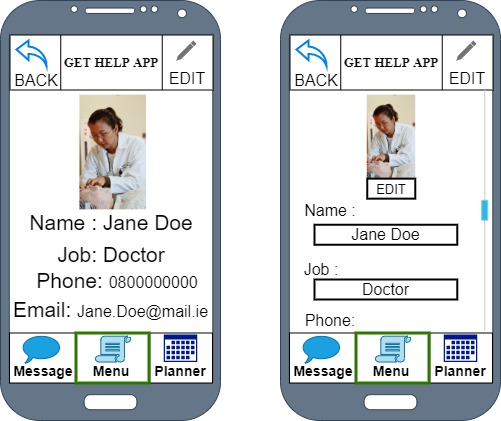 BACK
GET HELP APP
EDIT
Name : Jane Doe
Job: Doctor
Phone: 0800000000
Email: Jane.Doe@mail.ie
Message
Menu
Planner
BACK
GET HELP APP
EDIT
EDIT
Name :
Jane Doe
Job :
Doctor
Phone:
Message
Menu
Planner